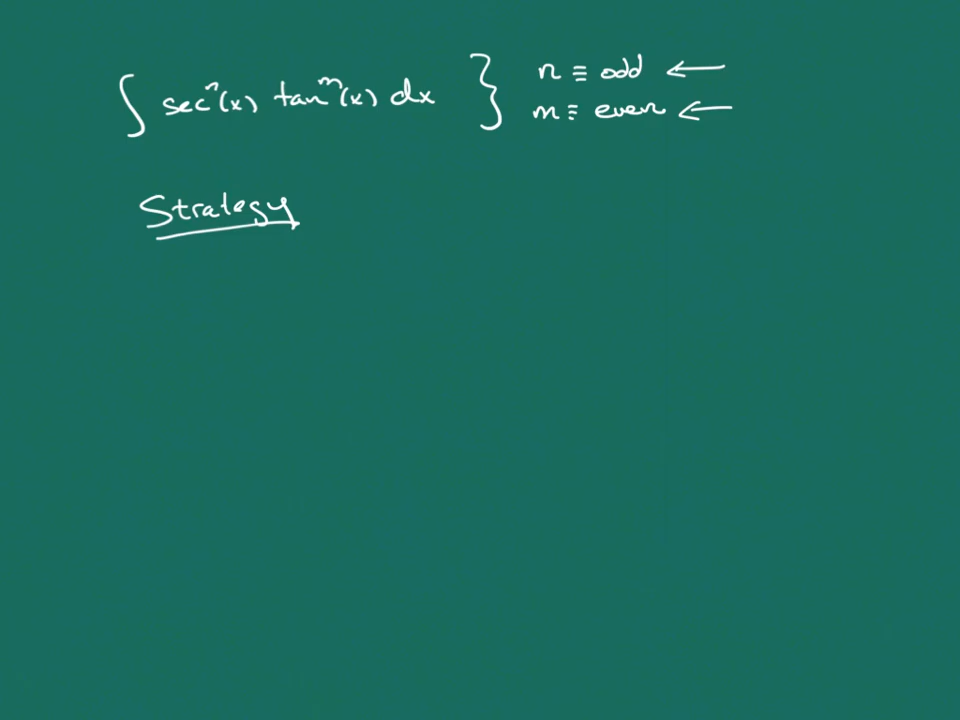 ∫ secⁿ(x) tanᵐ(x) dx } n ≡ odd ←
m ≡ even ←
Strategy